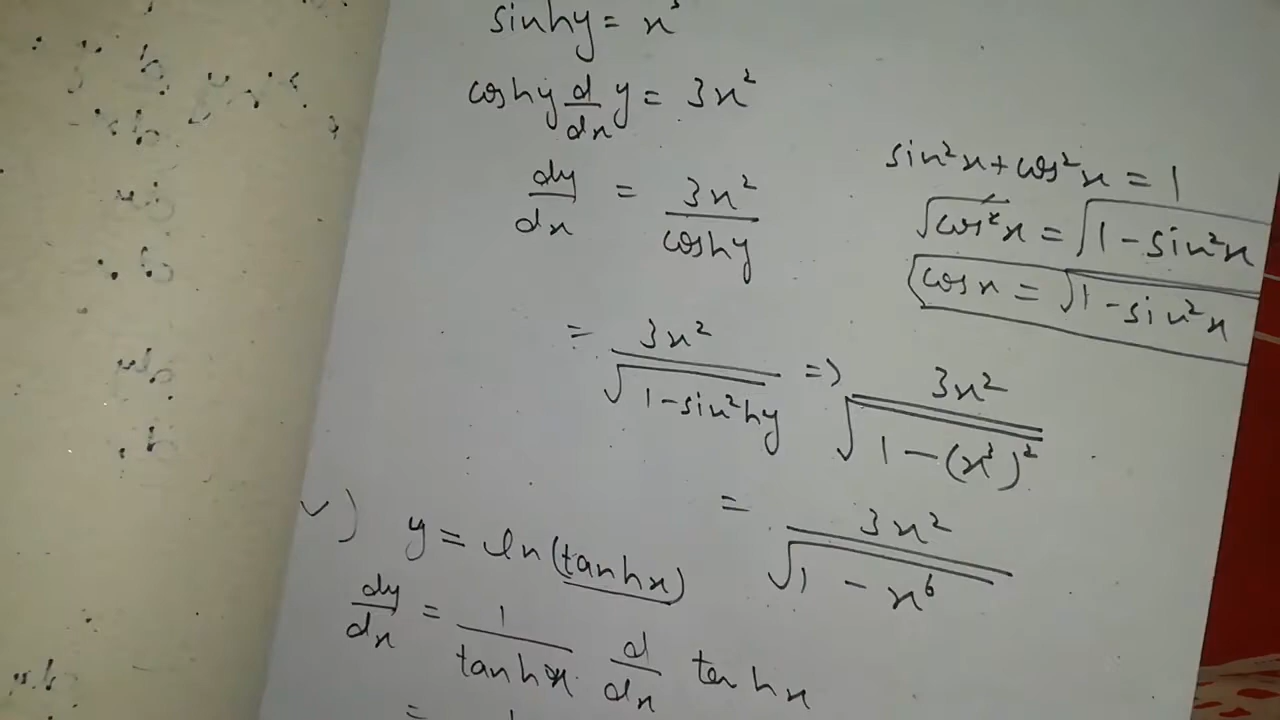 sinhy = x³
coshy d/dx y = 3x²
dy/dx = 3x²/coshy
= 3x²/√(1-sin²hy) => 3x²/√(1-(x³)²)
= 3x²/√(1-x⁶)
sin²x+cos²x = 1
√cos²x = √1-sin²x
cosx = √1-sin²x
v) y = ln(tanhx)
dy/dx = 1/tanhx d/dx tanhx
=